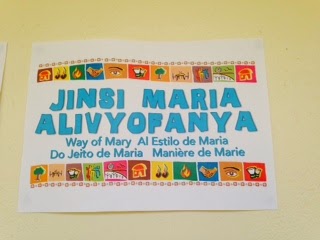 JINSI MARIA
ALIVYOFANYA
Way of Mary Al Estilo de Maria
Do Jeito de Maria Manière de Marie